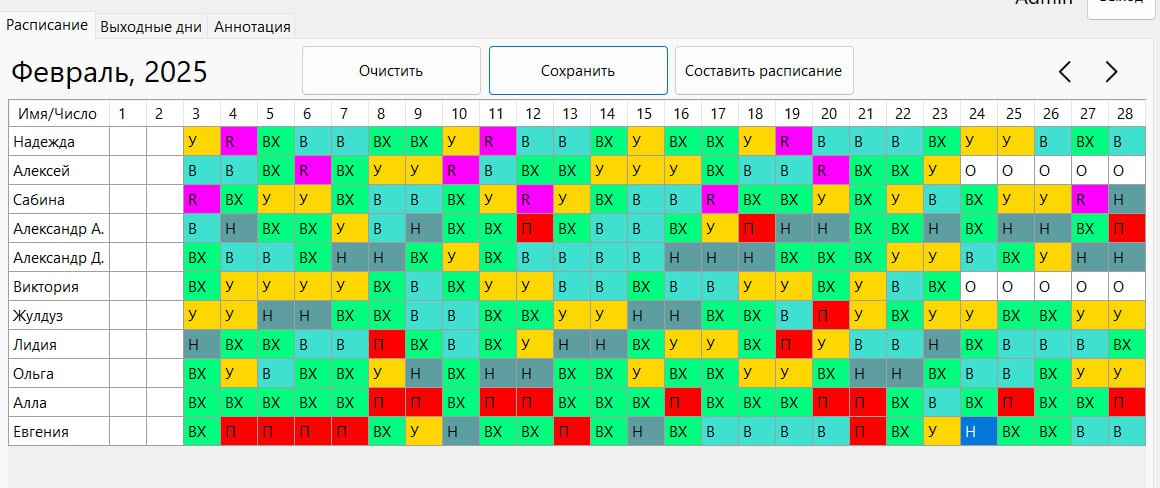 Расписание Выходные дни Аннотация
Февраль, 2025 Очистить Сохранить Составить расписание
Имя/Число 1 2 3 4 5 6 7 8 9 10 11 12 13 14 15 16 17 18 19 20 21 22 23 24 25 26 27 28
Надежда У R ВХ В В ВХ ВХ У R В В ВХ У ВХ ВХ У R В В В ВХ У У В ВХ В
Алексей В В ВХ R ВХ У У R В ВХ ВХ У У У ВХ В В R ВХ ВХ У О О О О О
Сабина R ВХ У У ВХ В В ВХ У R У ВХ В В R ВХ ВХ У ВХ У В ВХ У У R Н
Александр А. В Н ВХ ВХ У В Н ВХ ВХ П ВХ В В ВХ У П Н Н ВХ ВХ Н ВХ Н Н ВХ П
Александр Д. ВХ В В ВХ Н Н ВХ У ВХ В В В В Н Н Н ВХ ВХ ВХ У У В ВХ У Н Н
Виктория ВХ У У У У ВХ В ВХ У У В В ВХ В В У У ВХ У В ВХ О О О О О
Жулдуз У У Н Н ВХ ВХ В В ВХ ВХ У У Н Н ВХ ВХ В П У ВХ У У ВХ ВХ У У
Лидия Н ВХ ВХ В В П ВХ В ВХ У Н Н ВХ У У ВХ П У В В Н ВХ В В В ВХ
Ольга ВХ У В ВХ ВХ У Н ВХ Н Н ВХ ВХ У ВХ ВХ У У ВХ Н Н ВХ В В ВХ У У
Алла ВХ ВХ ВХ ВХ ВХ П П ВХ П П ВХ ВХ ВХ П ВХ ВХ ВХ П П ВХ В ВХ П ВХ ВХ П
Евгения ВХ П П П П ВХ У Н ВХ ВХ П ВХ Н ВХ В В В В П ВХ У Н ВХ ВХ В В